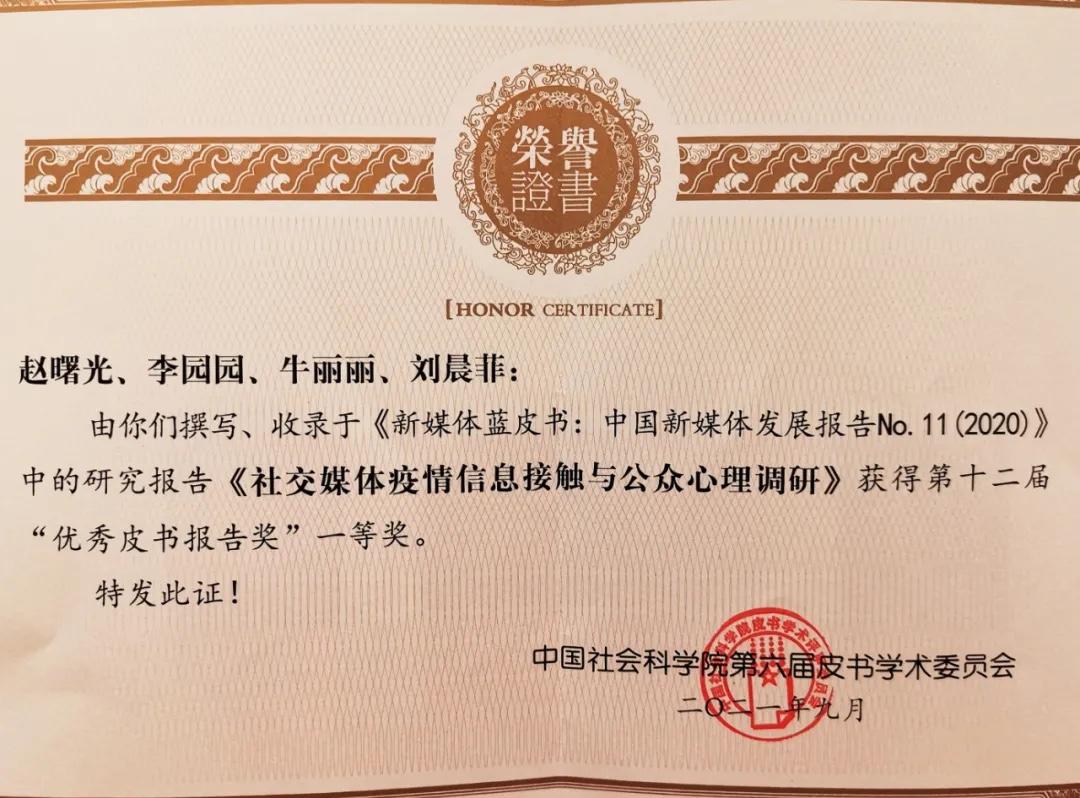 榮譽
證書
[HONOR CERTIFICATE]
赵曙光、李园园、牛丽丽、刘晨菲：
由你们撰写、收录于《新媒体蓝皮书：中国新媒体发展报告No.11(2020)》
中的研究报告《社交媒体疫情信息接触与公众心理调研》获得第十二届
“优秀皮书报告奖”一等奖。
特发此证！
中国社会科学院第六届皮书学术委员会
二〇二一年九月